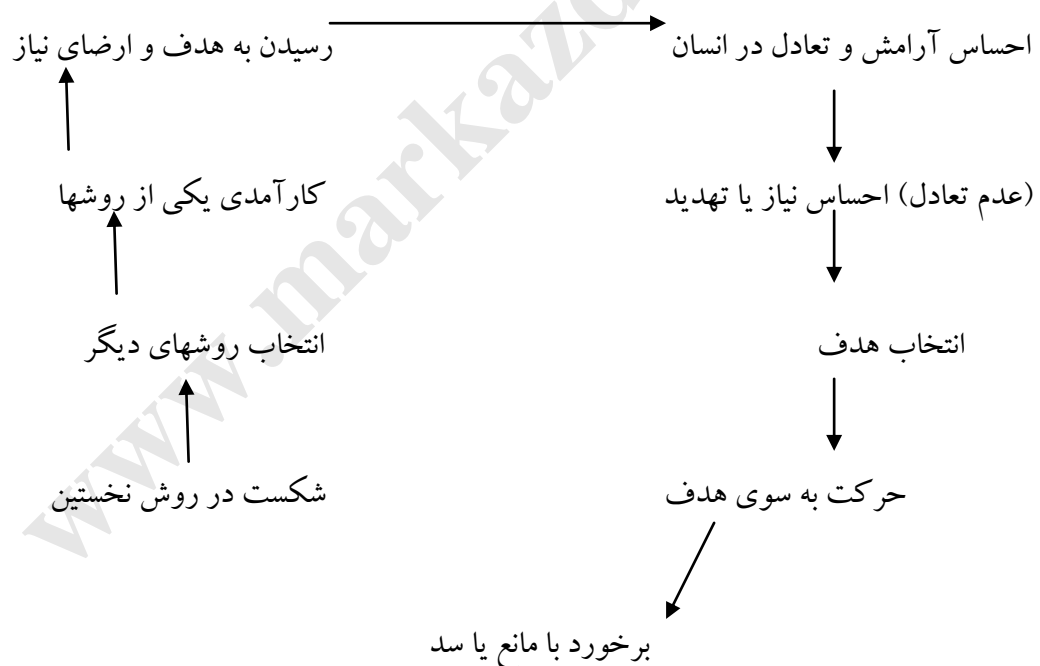 احساس آرامش و تعادل در انسان
رسیدن به هدف و ارضای نیاز
(عدم تعادل) احساس نیاز یا تهدید
کارآمدی یکی از روشها
انتخاب هدف
انتخاب روشهای دیگر
حرکت به سوی هدف
شکست در روش نخستین
برخورد با مانع یا سد